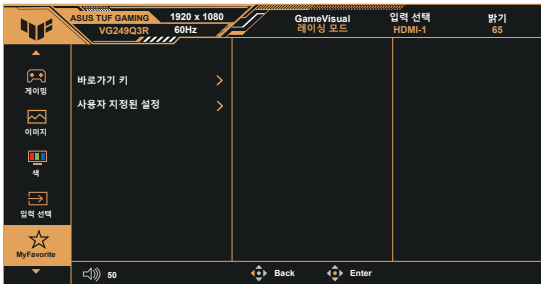 ASUS TUF GAMING
VG249Q3R
1920 x 1080
60Hz
GameVisual
레이싱 모드
입력 선택
HDMI-1
밝기
65
게이밍
이미지
색
입력 선택
MyFavorite
바로가기 키
사용자 지정된 설정
50
Back
Enter